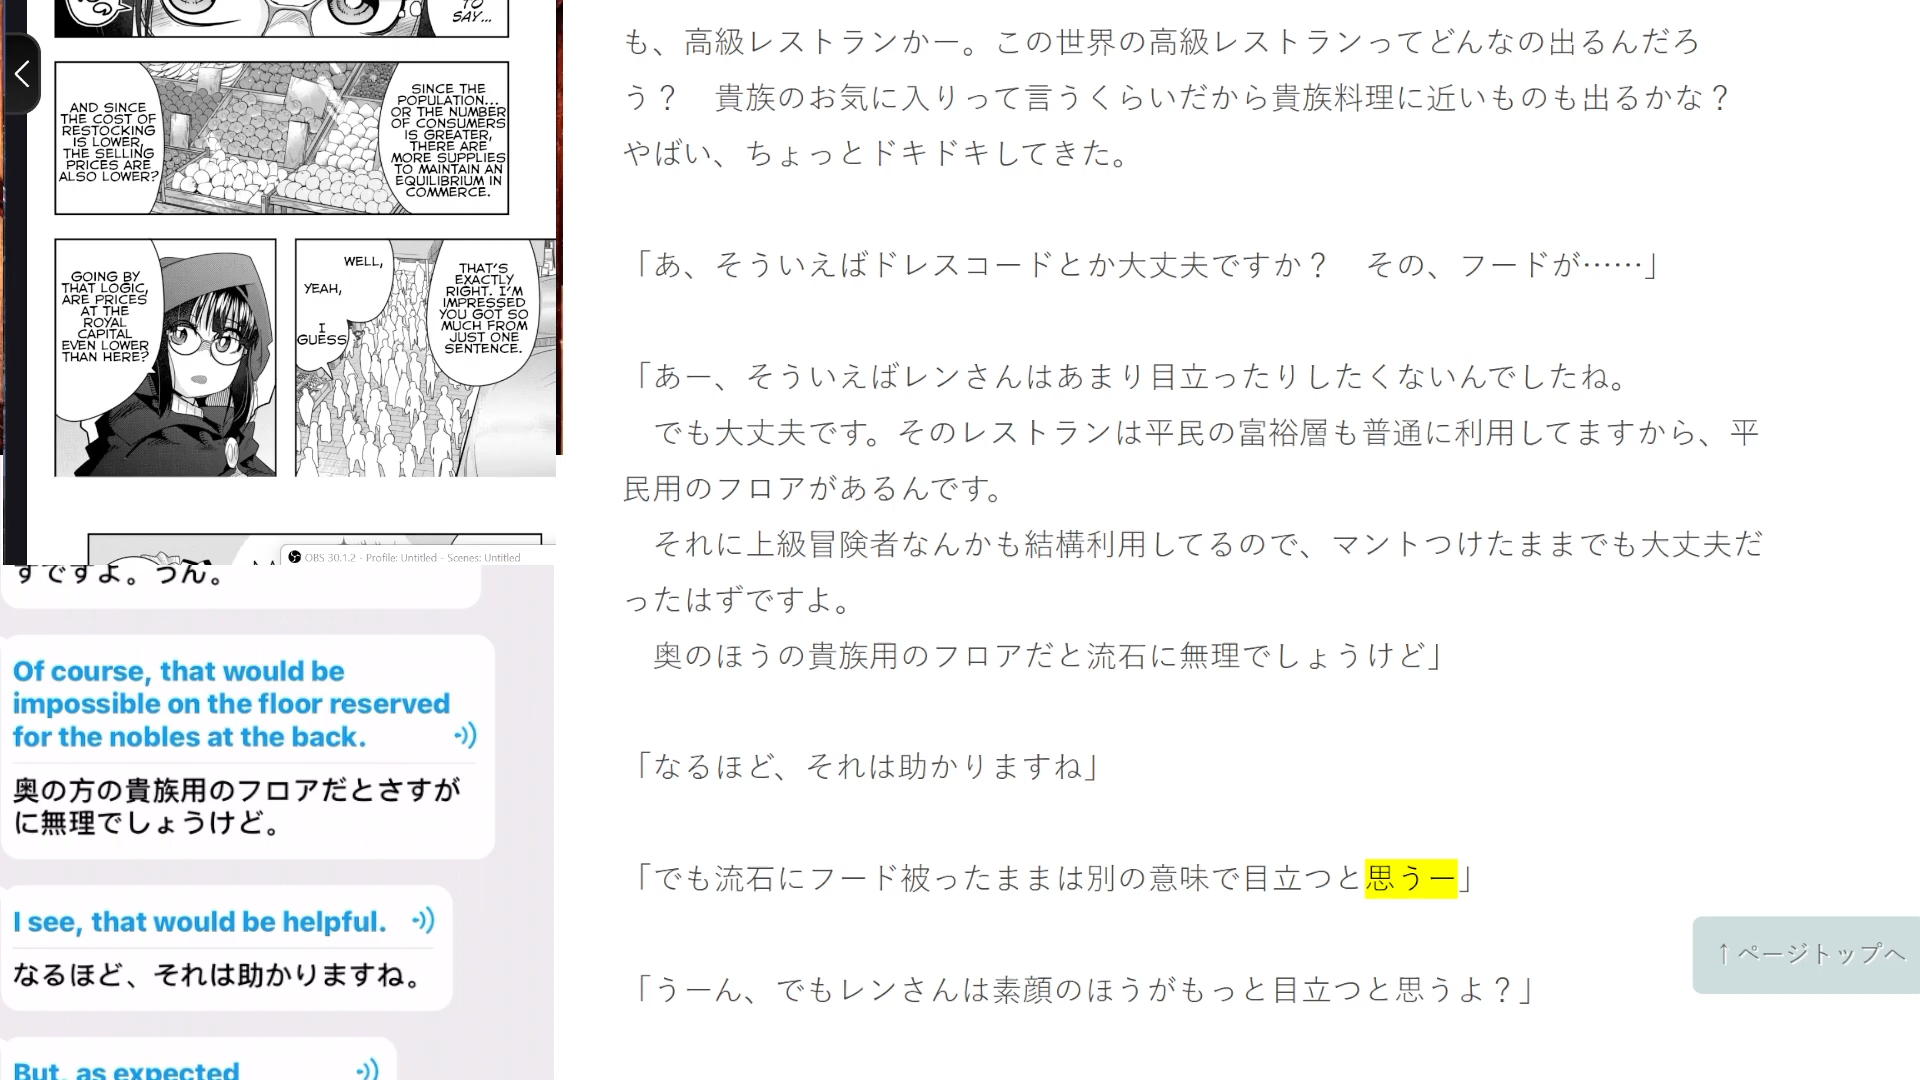 TO
SAY...
AND SINCE
THE COST OF
RESTOCKING
IS LOWER,
THE SELLING
PRICES ARE
ALSO LOWER?
SINCE THE
POPULATION...
OR THE NUMBER
OF CONSUMERS
IS GREATER,
THERE ARE
MORE SUPPLIES
TO MAINTAIN AN
EQUILIBRIUM IN
COMMERCE.
GOING BY
THAT LOGIC,
ARE PRICES
AT THE
ROYAL
CAPITAL
EVEN LOWER
THAN HERE?
WELL,
YEAH,
I
GUESS
THAT'S
EXACTLY
RIGHT. I'M
IMPRESSED
YOU GOT SO
MUCH FROM
JUST ONE
SENTENCE.
OBS 30.1.2 - Profile: Untitled - Scenes: Untitled
すですよ。うん。
Of course, that would be
impossible on the floor reserved
for the nobles at the back.
奥の方の貴族用のフロアだとさすが
に無理でしょうけど。
I see, that would be helpful.
なるほど、それは助かりますね。
But, as expected
も、高級レストランかー。この世界の高級レストランってどんなの出るんだろ
う？　貴族のお気に入りって言うくらいだから貴族料理に近いものも出るかな？
やばい、ちょっとドキドキしてきた。
「あ、そういえばドレスコードとか大丈夫ですか？　その、フードが……」
「あー、そういえばレンさんはあまり目立ったりしたくないんでしたね。
　でも大丈夫です。そのレストランは平民の富裕層も普通に利用してますから、平
民用のフロアがあるんです。
　それに上級冒険者なんかも結構利用してるので、マントつけたままでも大丈夫だ
ったはずですよ。
　奥のほうの貴族用のフロアだと流石に無理でしょうけど」
「なるほど、それは助かりますね」
「でも流石にフード被ったままは別の意味で目立つと思うー」
「うーん、でもレンさんは素顔のほうがもっと目立つと思うよ？」
↑ページトップへ